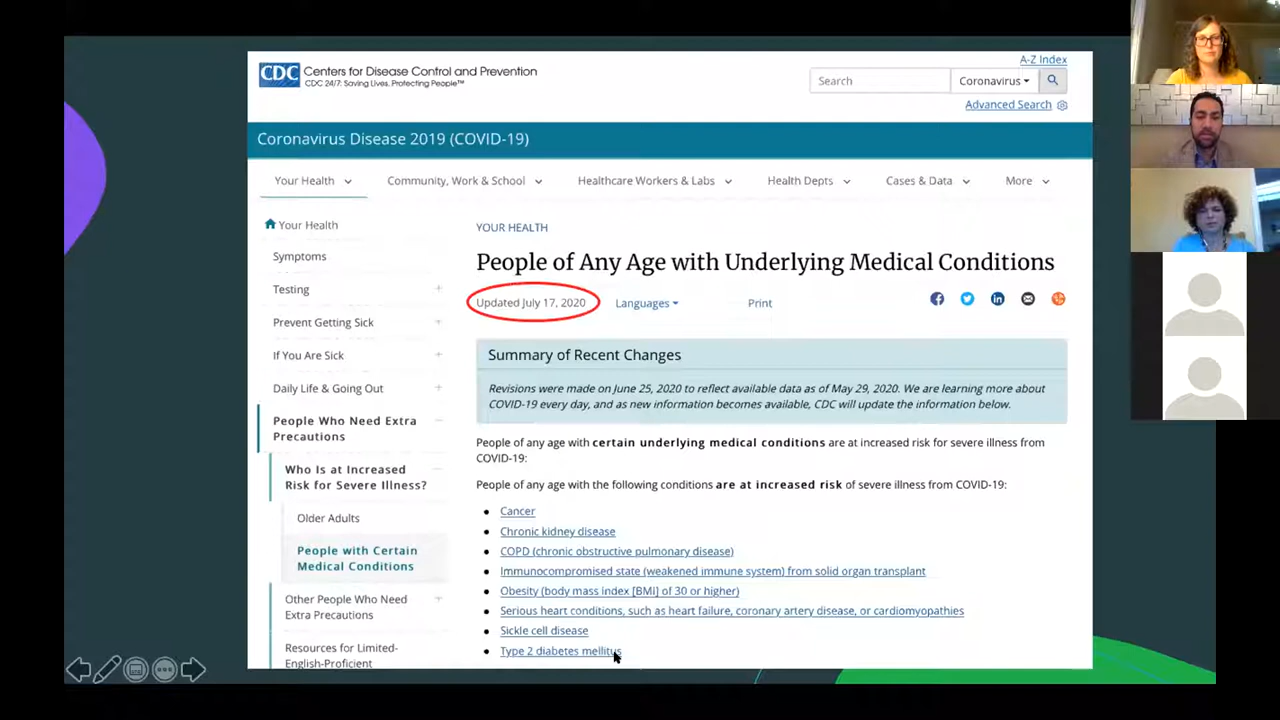 CDC Centers for Disease Control and Prevention
CDC 24/7: Saving Lives. Protecting People™
A-Z Index
Search
Coronavirus
Advanced Search
Coronavirus Disease 2019 (COVID-19)
Your Health
Community, Work & School
Healthcare Workers & Labs
Health Depts
Cases & Data
More
Your Health
Symptoms
Testing
Prevent Getting Sick
If You Are Sick
Daily Life & Going Out
People Who Need Extra
Precautions
Who Is at Increased
Risk for Severe Illness?
Older Adults
People with Certain
Medical Conditions
Other People Who Need
Extra Precautions
Resources for Limited-
English-Proficient
YOUR HEALTH
People of Any Age with Underlying Medical Conditions
Updated July 17, 2020
Languages
Print
Summary of Recent Changes
Revisions were made on June 25, 2020 to reflect available data as of May 29, 2020. We are learning more about
COVID-19 every day, and as new information becomes available, CDC will update the information below.
People of any age with certain underlying medical conditions are at increased risk for severe illness from
COVID-19:
People of any age with the following conditions are at increased risk of severe illness from COVID-19:
Cancer
Chronic kidney disease
COPD (chronic obstructive pulmonary disease)
Immunocompromised state (weakened immune system) from solid organ transplant
Obesity (body mass index [BMI] of 30 or higher)
Serious heart conditions, such as heart failure, coronary artery disease, or cardiomyopathies
Sickle cell disease
Type 2 diabetes mellitus